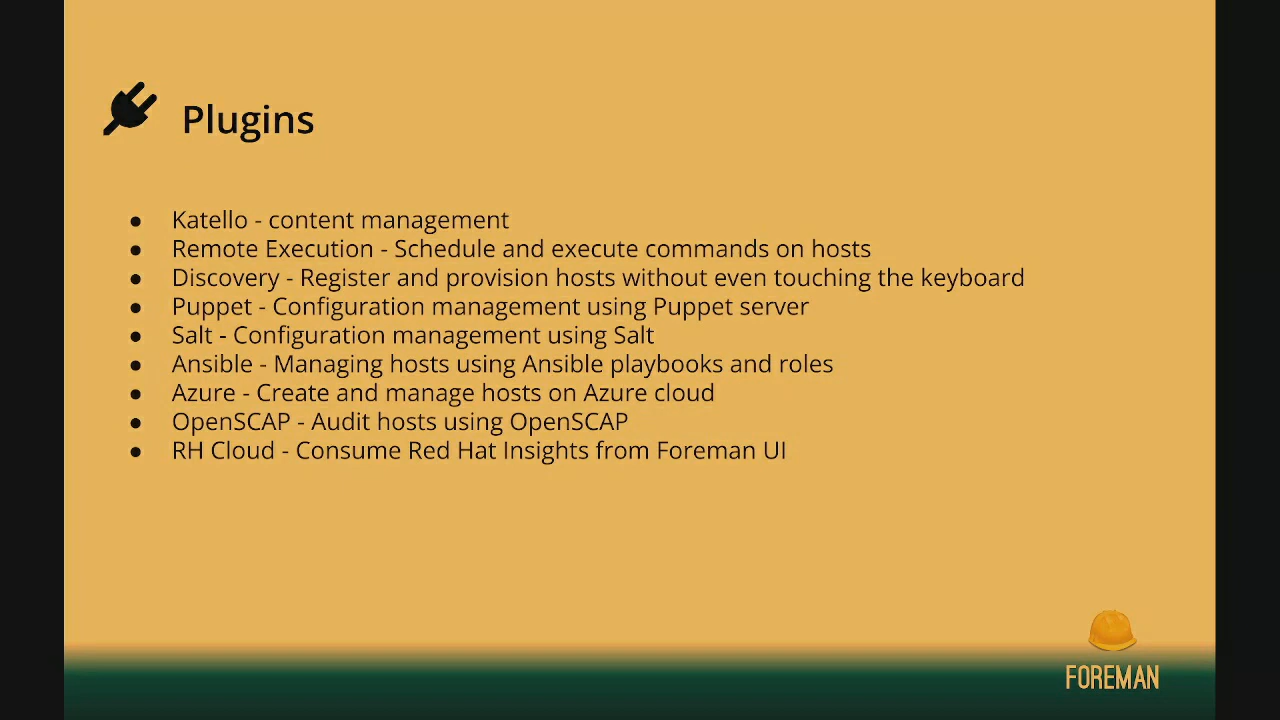 Plugins
● Katello - content management
● Remote Execution - Schedule and execute commands on hosts
● Discovery - Register and provision hosts without even touching the keyboard
● Puppet - Configuration management using Puppet server
● Salt - Configuration management using Salt
● Ansible - Managing hosts using Ansible playbooks and roles
● Azure - Create and manage hosts on Azure cloud
● OpenSCAP - Audit hosts using OpenSCAP
● RH Cloud - Consume Red Hat Insights from Foreman UI
FOREMAN